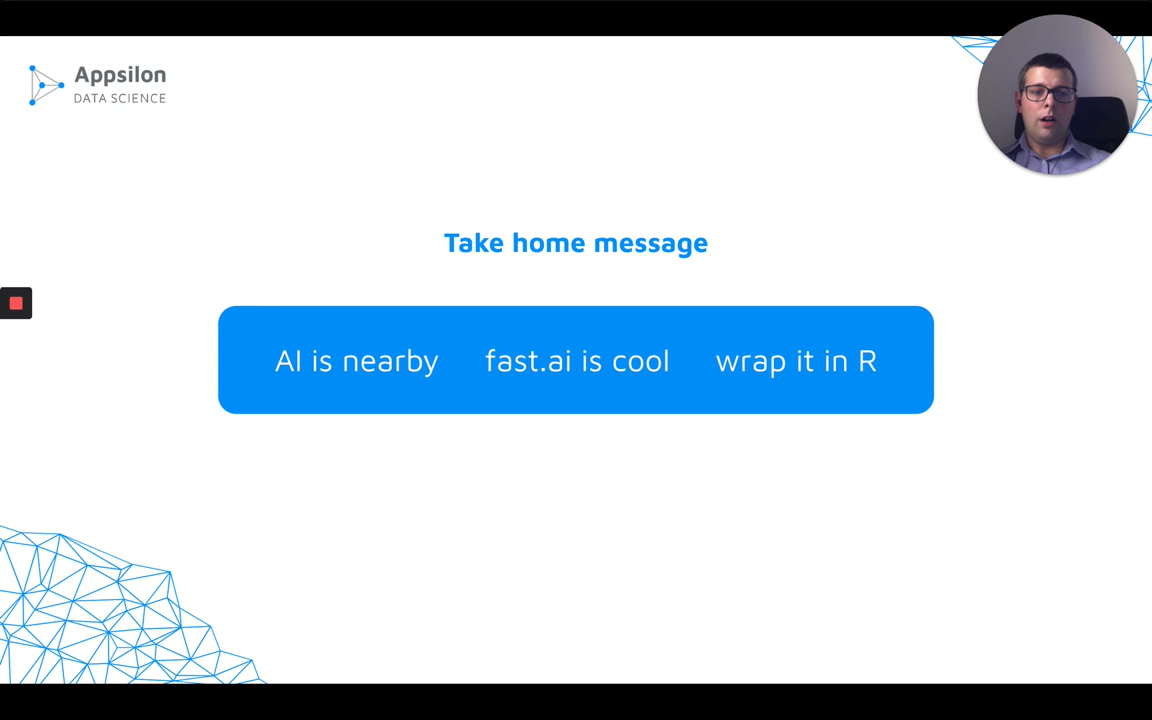 Appsilon
DATA SCIENCE
Take home message
AI is nearby fast.ai is cool wrap it in R